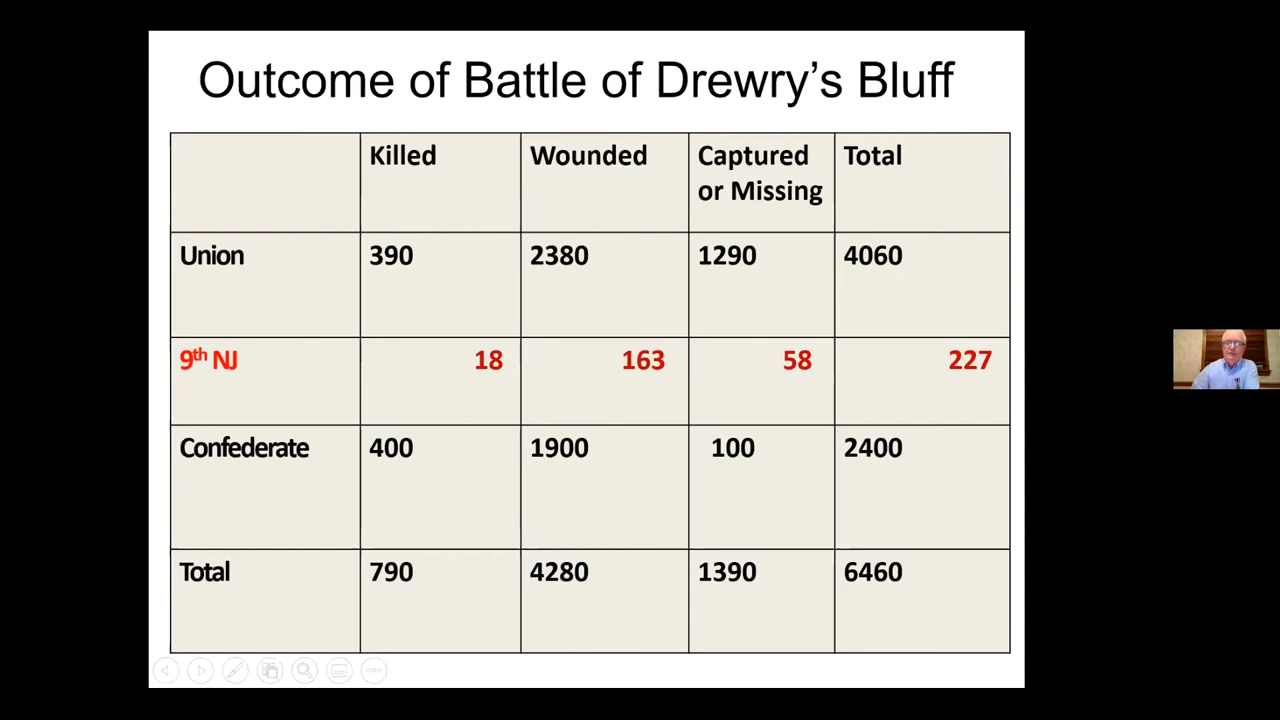 Outcome of Battle of Drewry’s Bluff
Killed Wounded Captured or Missing Total
Union 390 2380 1290 4060
9th NJ 18 163 58 227
Confederate 400 1900 100 2400
Total 790 4280 1390 6460